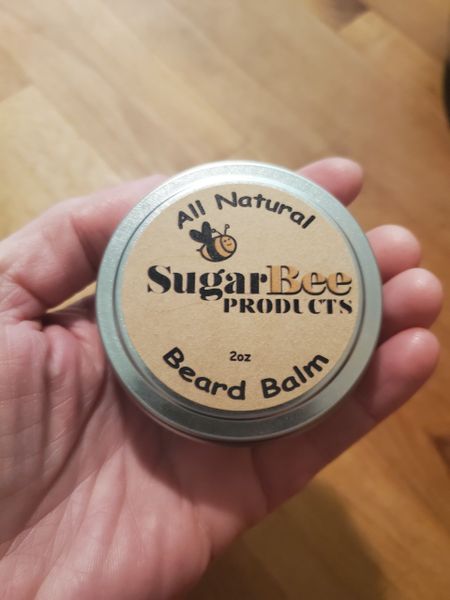 All Natural
SugarBee
PRODUCTS
2oz
Beard Balm